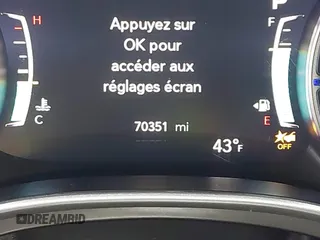 P
H
Appuyez sur
OK pour
accéder aux
réglages écran
C
E
70351 mi
43°F
OFF
DREAMBID